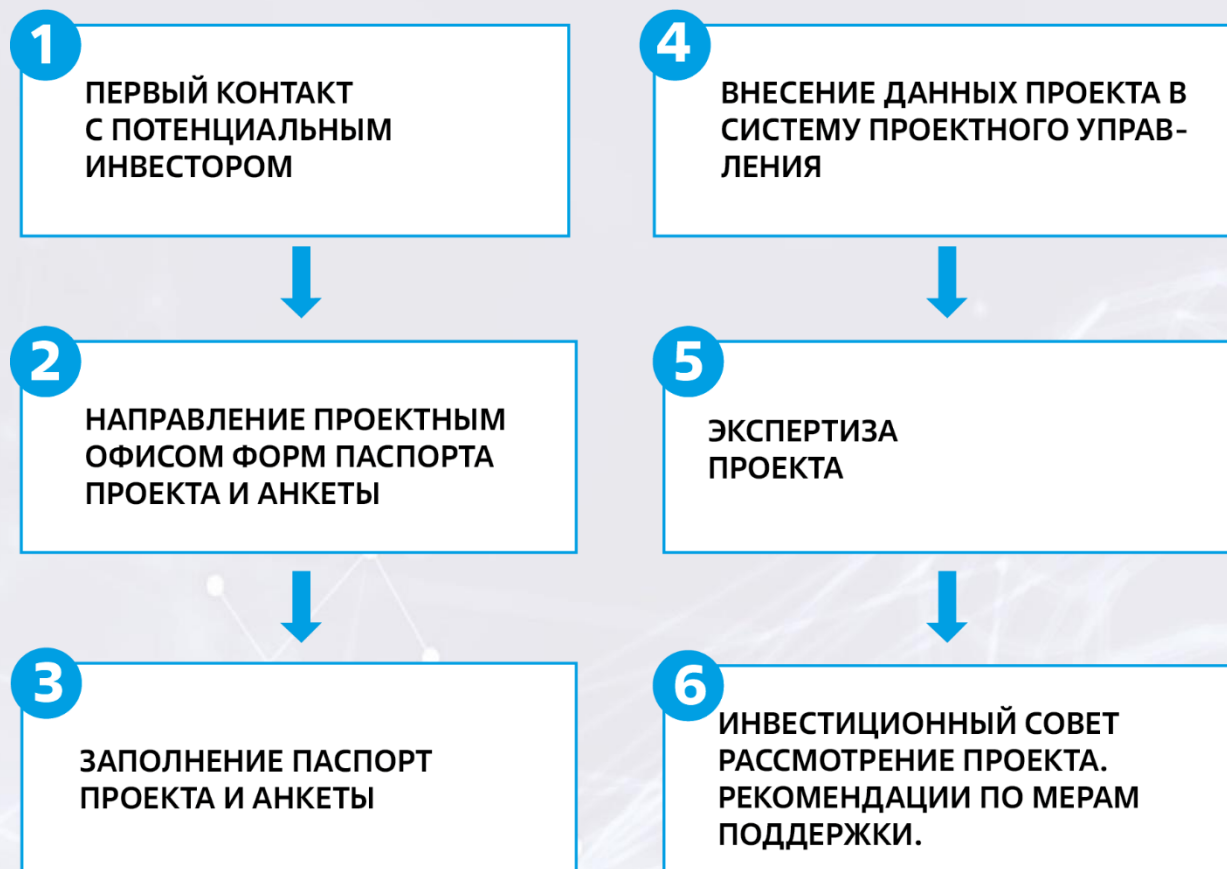 1
ПЕРВЫЙ КОНТАКТ
С ПОТЕНЦИАЛЬНЫМ
ИНВЕСТОРОМ
2
НАПРАВЛЕНИЕ ПРОЕКТНЫМ
ОФИСОМ ФОРМ ПАСПОРТА
ПРОЕКТА И АНКЕТЫ
3
ЗАПОЛНЕНИЕ ПАСПОРТ
ПРОЕКТА И АНКЕТЫ
4
ВНЕСЕНИЕ ДАННЫХ ПРОЕКТА В
СИСТЕМУ ПРОЕКТНОГО УПРАВ-
ЛЕНИЯ
5
ЭКСПЕРТИЗА
ПРОЕКТА
6
ИНВЕСТИЦИОННЫЙ СОВЕТ
РАССМОТРЕНИЕ ПРОЕКТА.
РЕКОМЕНДАЦИИ ПО МЕРАМ
ПОДДЕРЖКИ.